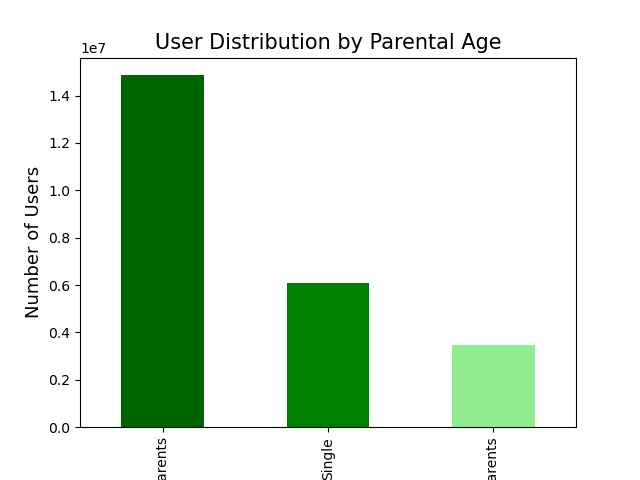 User Distribution by Parental Age
1e7
1.4
1.2
1.0
0.8
0.6
0.4
0.2
0.0
Number of Users
arents
Single
arents